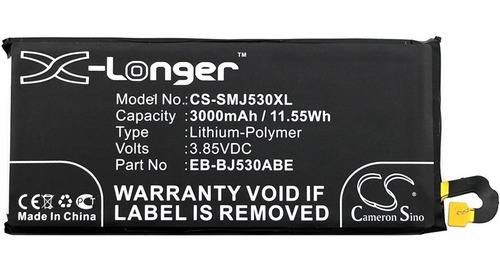 X-Longer
Model No.: CS-SMJ530XL
Capacity : 3000mAh / 11.55Wh
Type : Lithium-Polymer
Volts : 3.85VDC
Part No : EB-BJ530ABE
WARRANTY VOID IF
LABEL IS REMOVED
CE
Made In China
CS
Cameron Sino